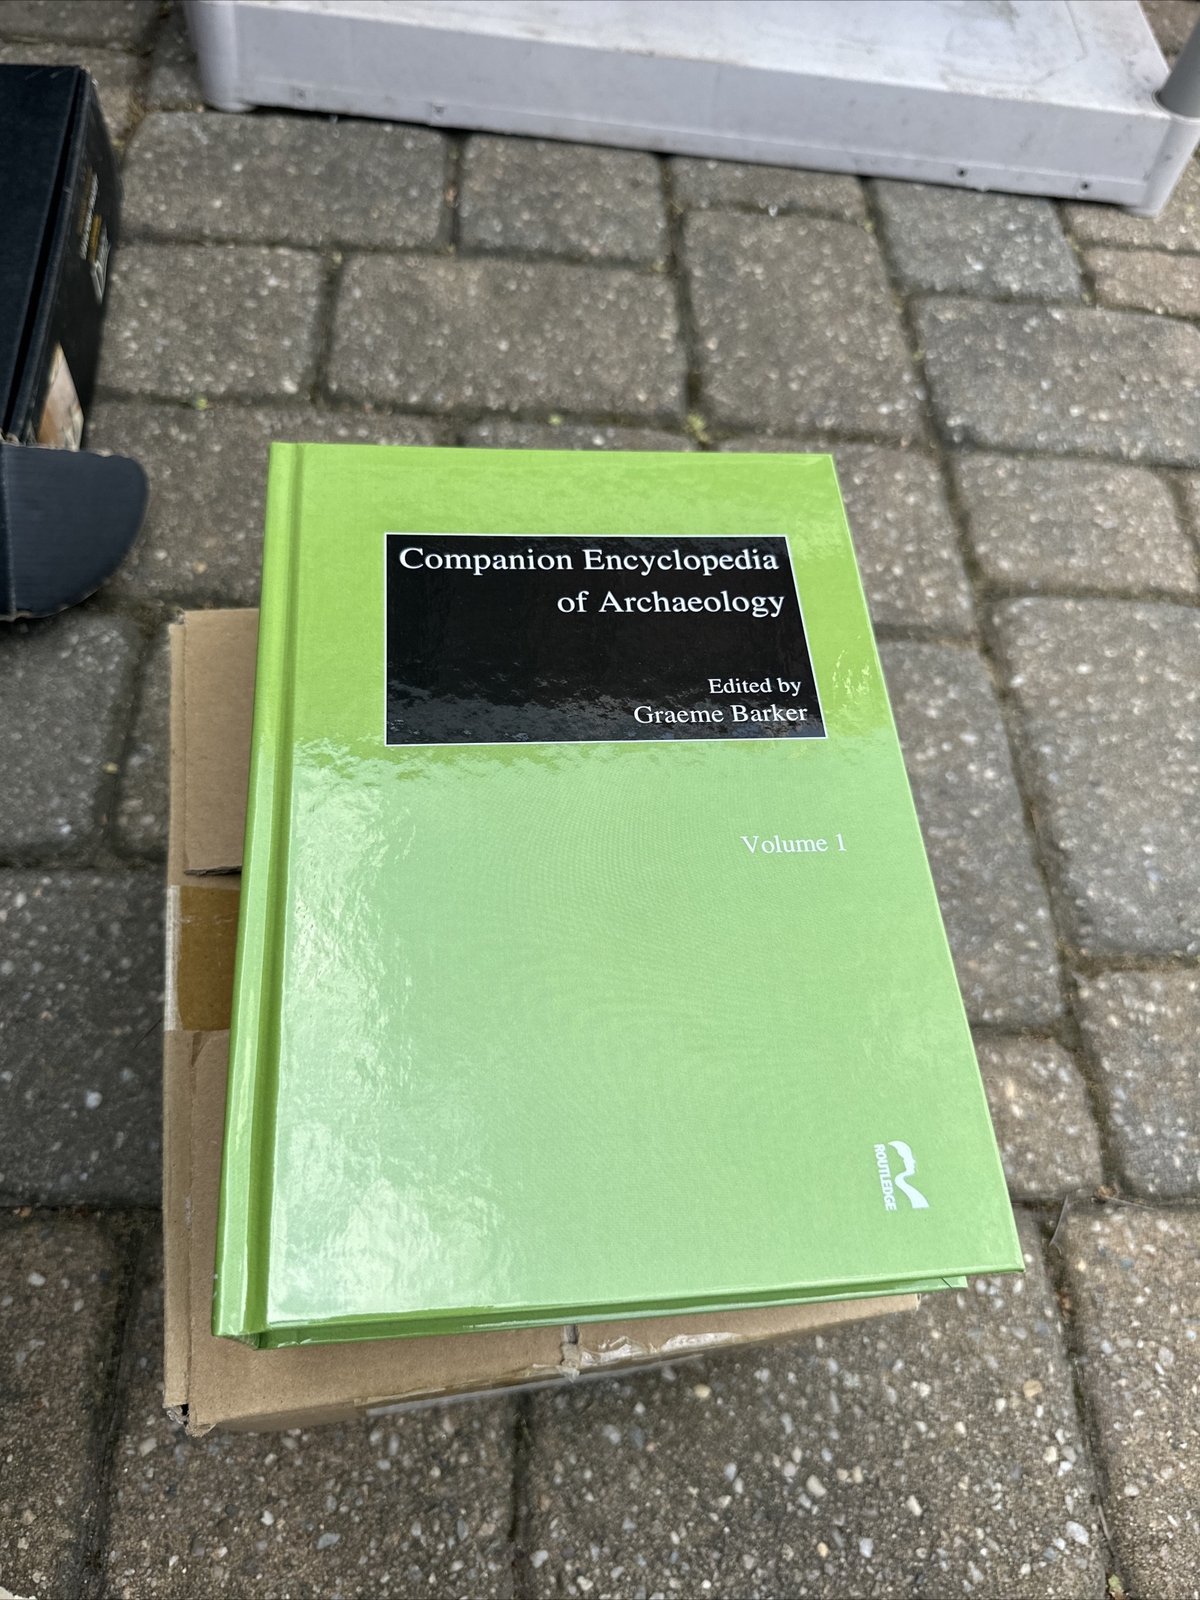 Companion Encyclopedia
of Archaeology
Edited by
Graeme Barker
Volume 1
ROUTLEDGE